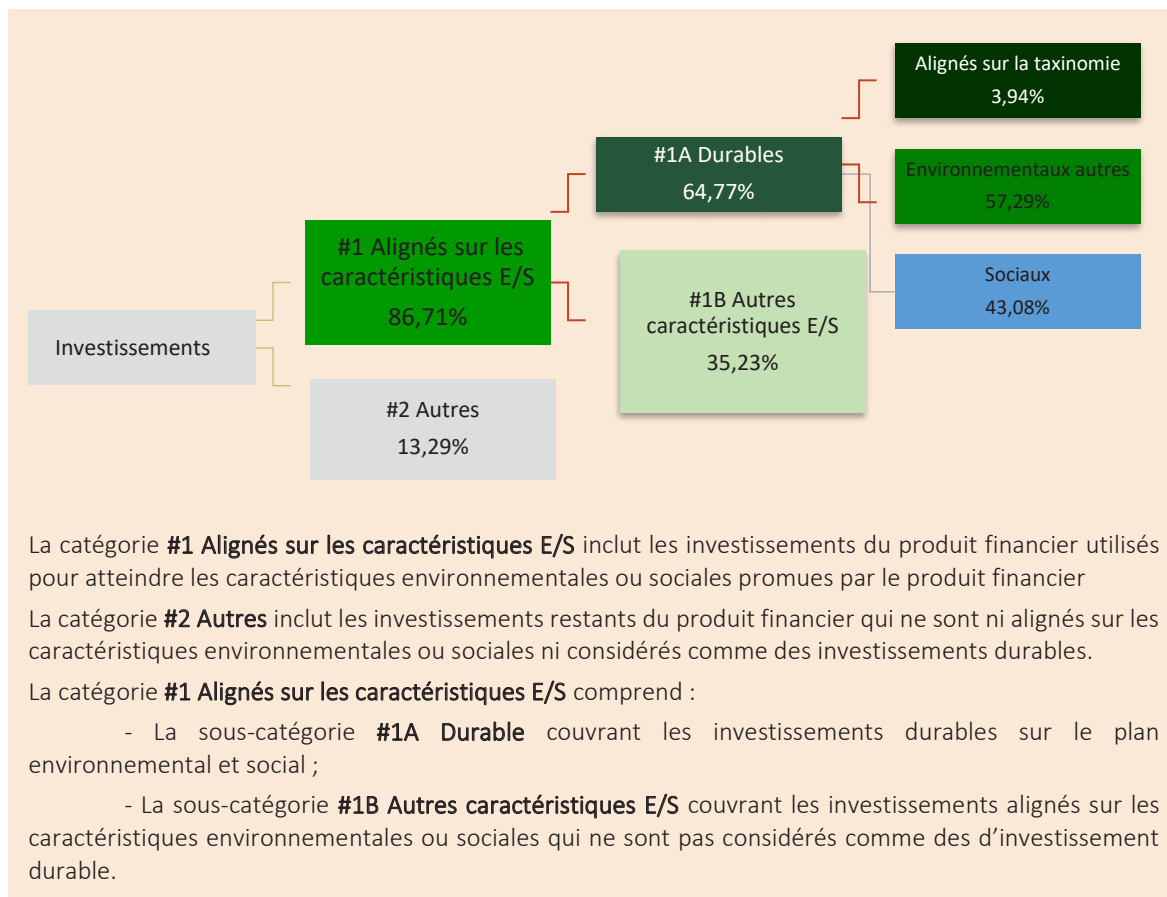 Investissements
#1 Alignés sur les
caractéristiques E/S
86,71%
#2 Autres
13,29%
#1A Durables
64,77%
#1B Autres
caractéristiques E/S
35,23%
Alignés sur la taxinomie
3,94%
Environnementaux autres
57,29%
Sociaux
43,08%
La catégorie #1 Alignés sur les caractéristiques E/S inclut les investissements du produit financier utilisés
pour atteindre les caractéristiques environnementales ou sociales promues par le produit financier
La catégorie #2 Autres inclut les investissements restants du produit financier qui ne sont ni alignés sur les
caractéristiques environnementales ou sociales ni considérés comme des investissements durables.
La catégorie #1 Alignés sur les caractéristiques E/S comprend :
- La sous-catégorie #1A Durable couvrant les investissements durables sur le plan
environnemental et social ;
- La sous-catégorie #1B Autres caractéristiques E/S couvrant les investissements alignés sur les
caractéristiques environnementales ou sociales qui ne sont pas considérés comme des d’investissement
durable.